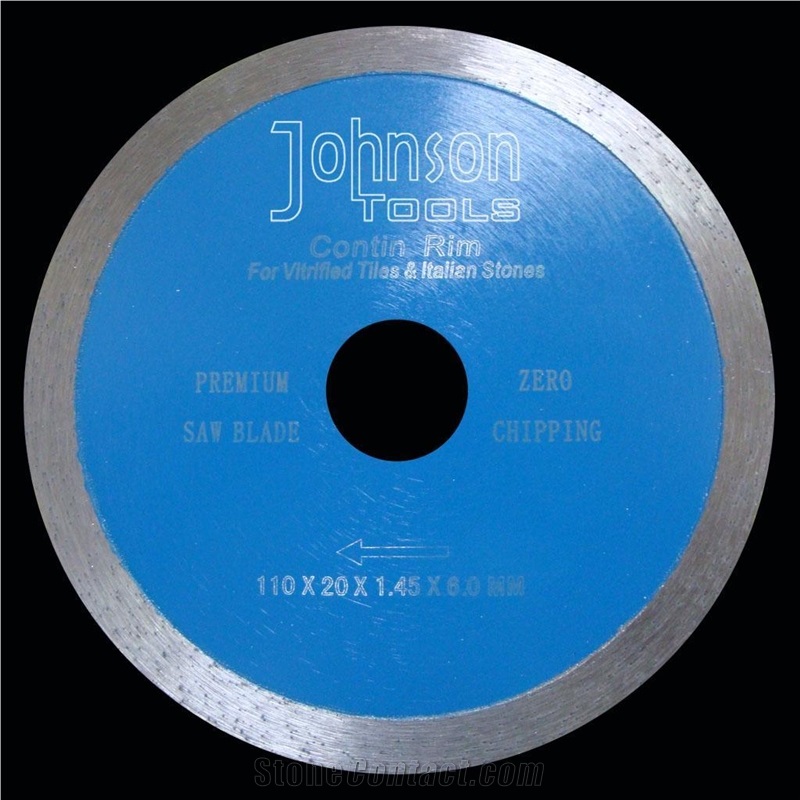 Johnson
TOOLS
Contin Rim
For Vitrified Tiles & Italian Stones
PREMIUM ZERO
SAW BLADE CHIPPING
110 X 20 X 1.45 X 6.0 MM
StoneContact.com